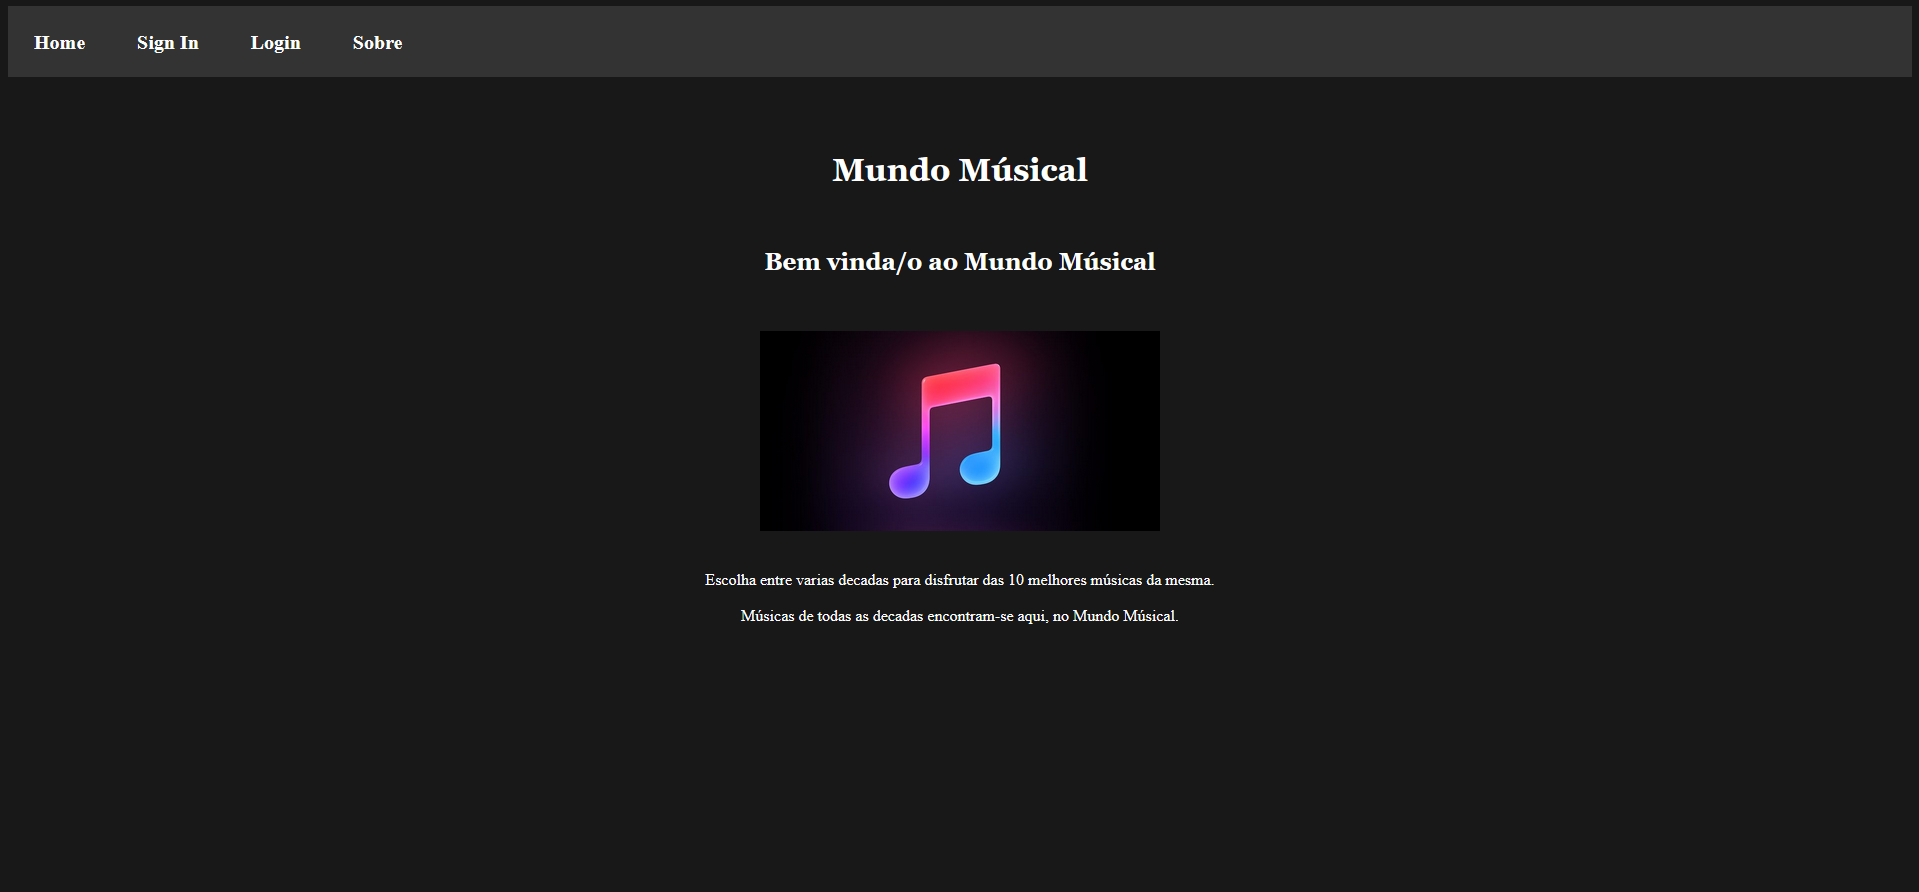 Home Sign In Login Sobre
Mundo Músical
Bem vinda/o ao Mundo Músical
Escolha entre varias decadas para disfrutar das 10 melhores músicas da mesma.
Músicas de todas as decadas encontram-se aqui, no Mundo Músical.